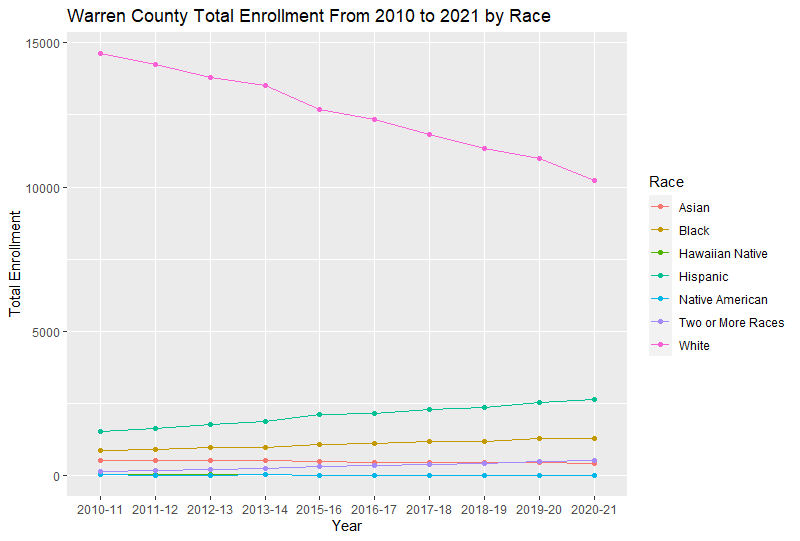 Warren County Total Enrollment From 2010 to 2021 by Race
15000
10000
5000
0
Total Enrollment
2010-11 2011-12 2012-13 2013-14 2015-16 2016-17 2017-18 2018-19 2019-20 2020-21
Year
Race
Asian
Black
Hawaiian Native
Hispanic
Native American
Two or More Races
White